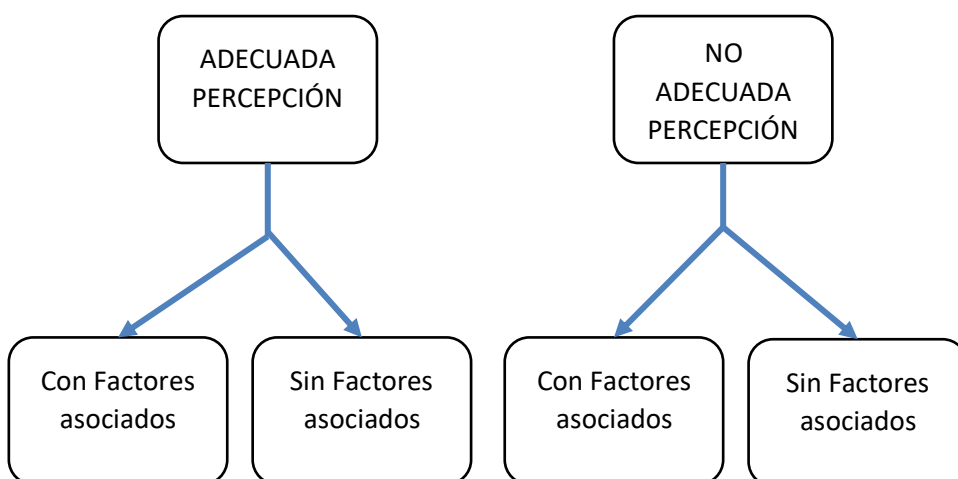 ADECUADA
PERCEPCIÓN
NO
ADECUADA
PERCEPCIÓN
Con Factores
asociados
Sin Factores
asociados
Con Factores
asociados
Sin Factores
asociados